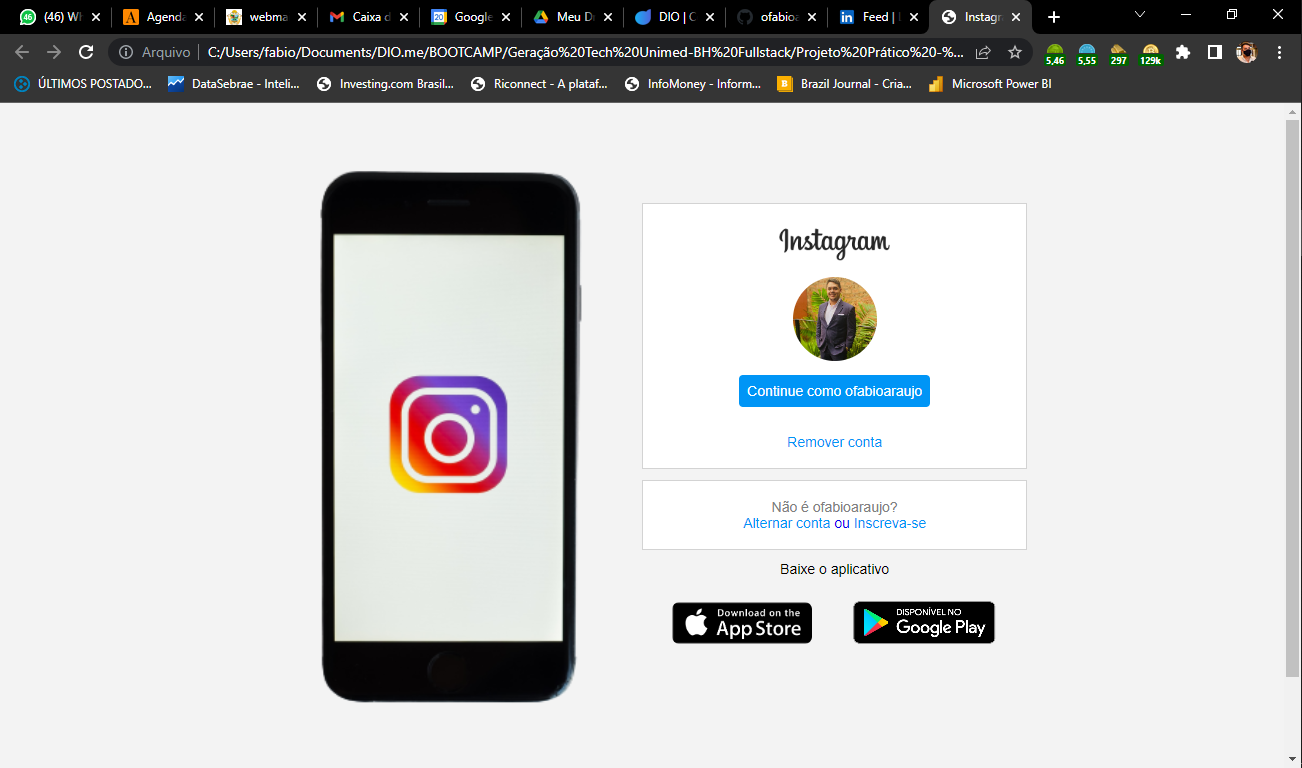 (46) Wh
Agenda
webma
Caixa d
Google
Meu Dr
DIO | C
ofabioa
Feed | L
Instagra
Arquivo
C:/Users/fabio/Documents/DIO.me/BOOTCAMP/Geração%20Tech%20Unimed-BH%20Fullstack/Projeto%20Prático%20-%...
5,46
5,55
297
129k
ÚLTIMOS POSTADO...
DataSebrae - Inteli...
Investing.com Brasil...
Riconnect - A plataf...
InfoMoney - Inform...
Brazil Journal - Cria...
Microsoft Power BI
Instagram
Continue como ofabioaraujo
Remover conta
Não é ofabioaraujo?
Alternar conta ou Inscreva-se
Baixe o aplicativo
Download on the
App Store
DISPONÍVEL NO
Google Play